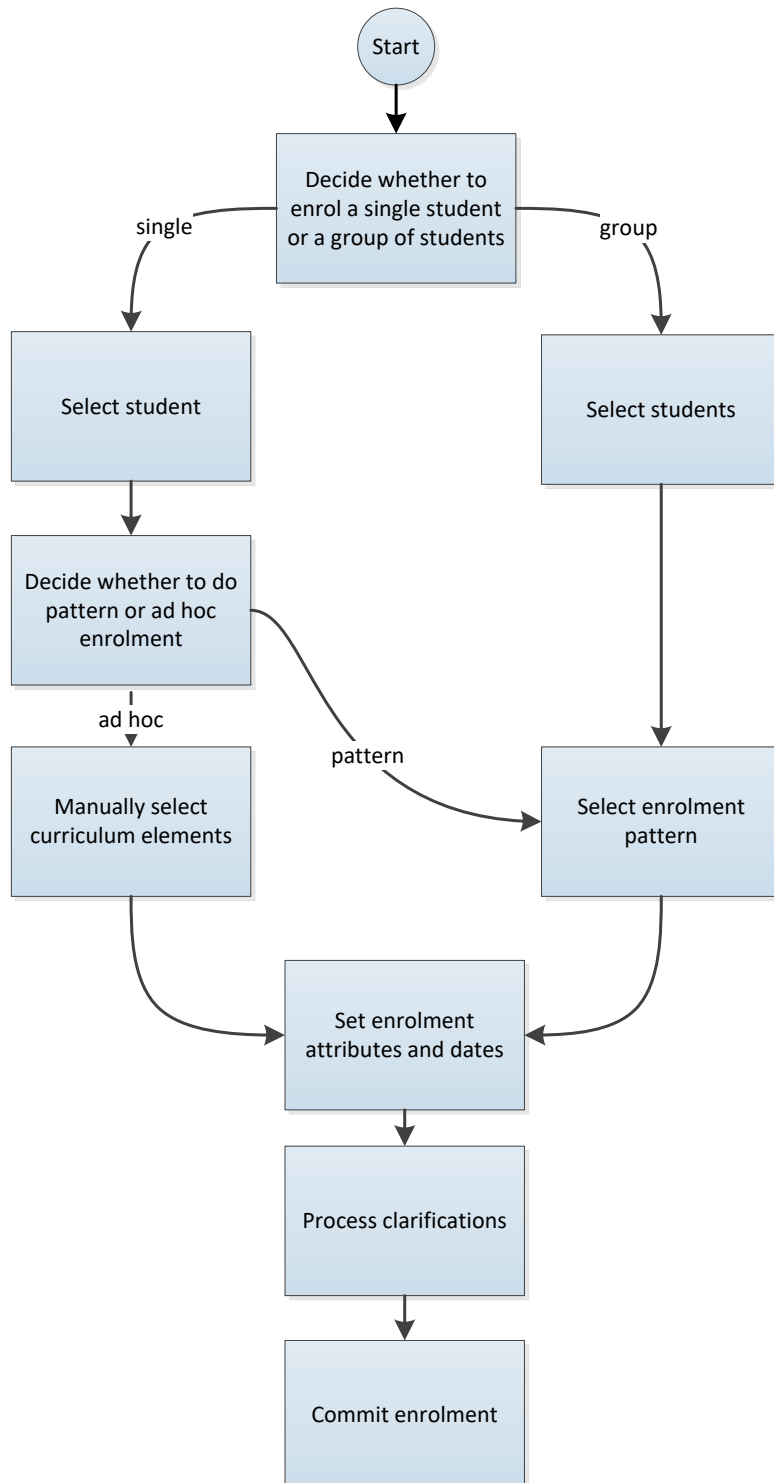 Start
Decide whether to
enrol a single student
or a group of students
single
group
Select student
Select students
Decide whether to do
pattern or ad hoc
enrolment
ad hoc
pattern
Manually select
curriculum elements
Select enrolment
pattern
Set enrolment
attributes and dates
Process clarifications
Commit enrolment